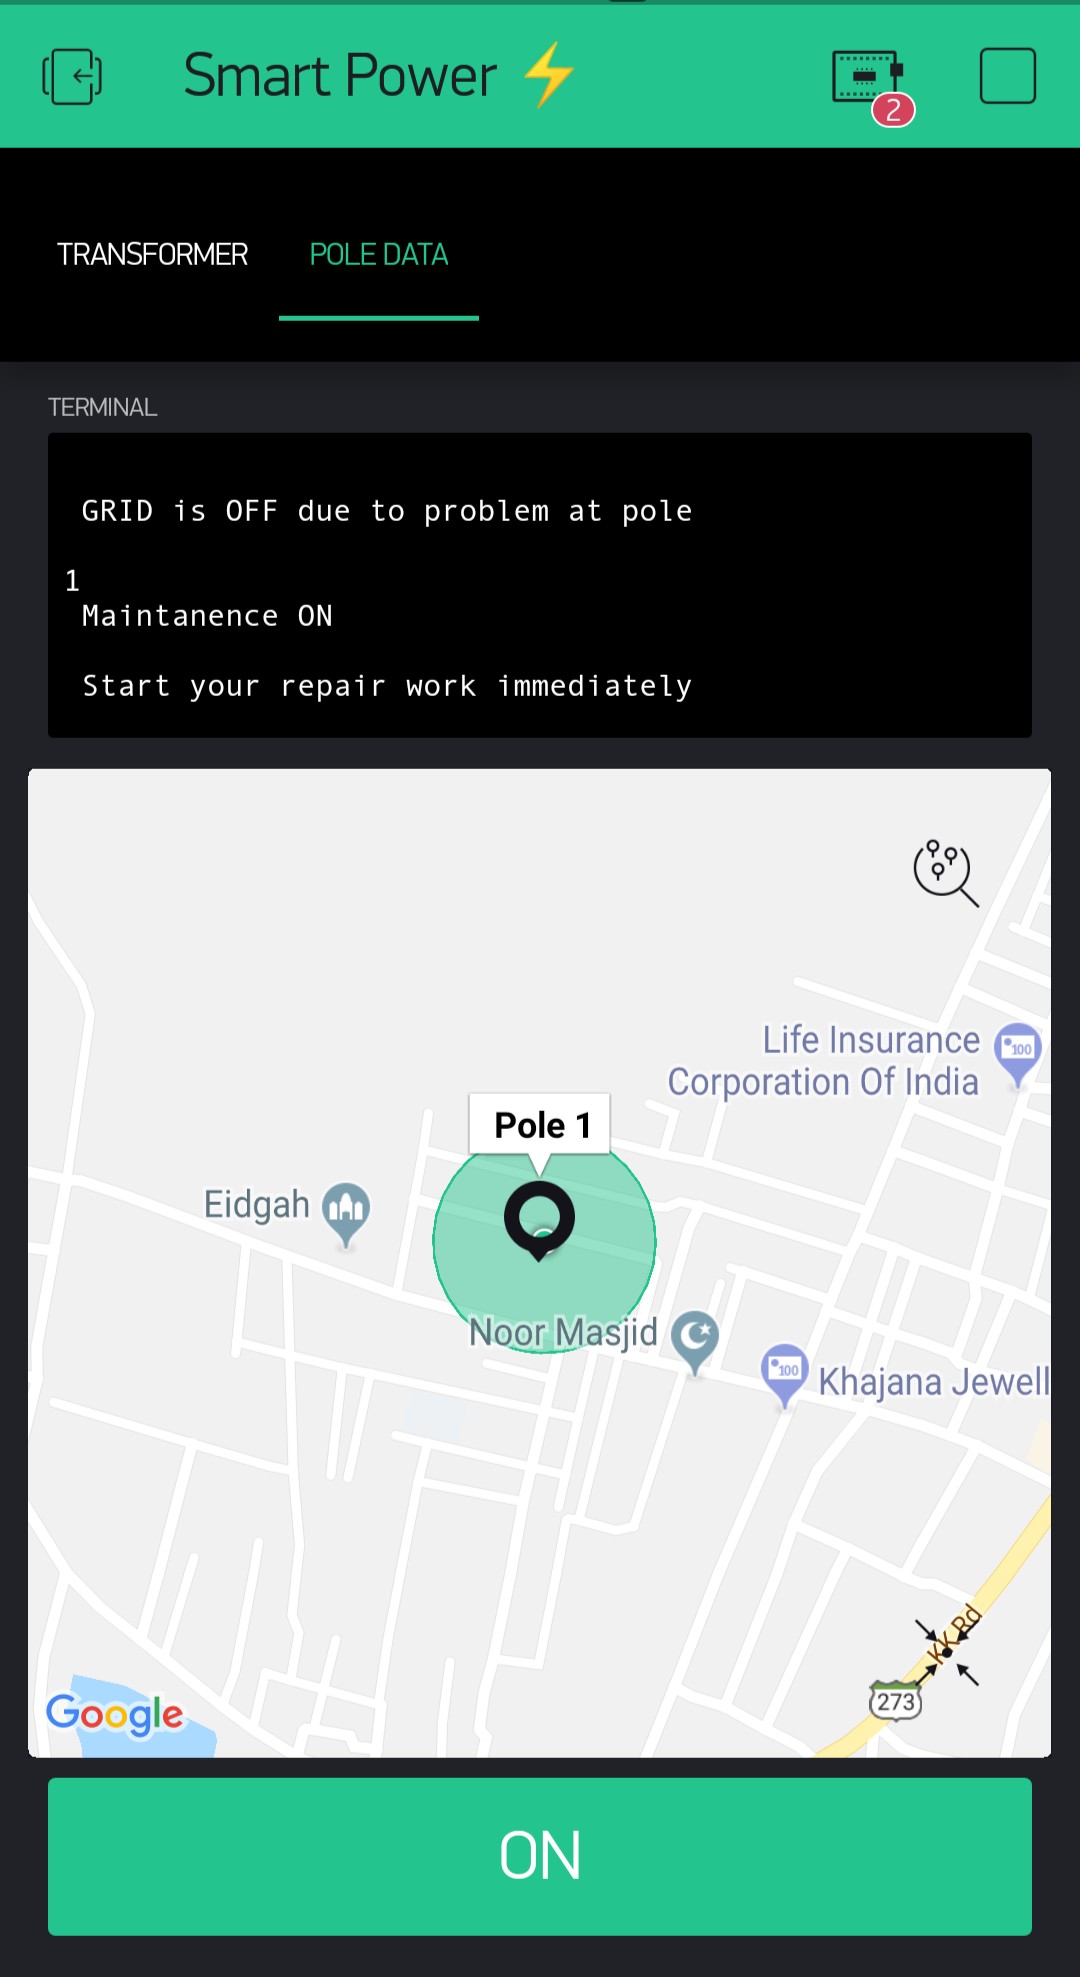 Smart Power ⚡
2
TRANSFORMER
POLE DATA
TERMINAL
GRID is OFF due to problem at pole
1
Maintanence ON
Start your repair work immediately
Life Insurance
Corporation Of India
100
Pole 1
Eidgah
Noor Masjid
100
Khajana Jewell
KK Rd
273
Google
ON